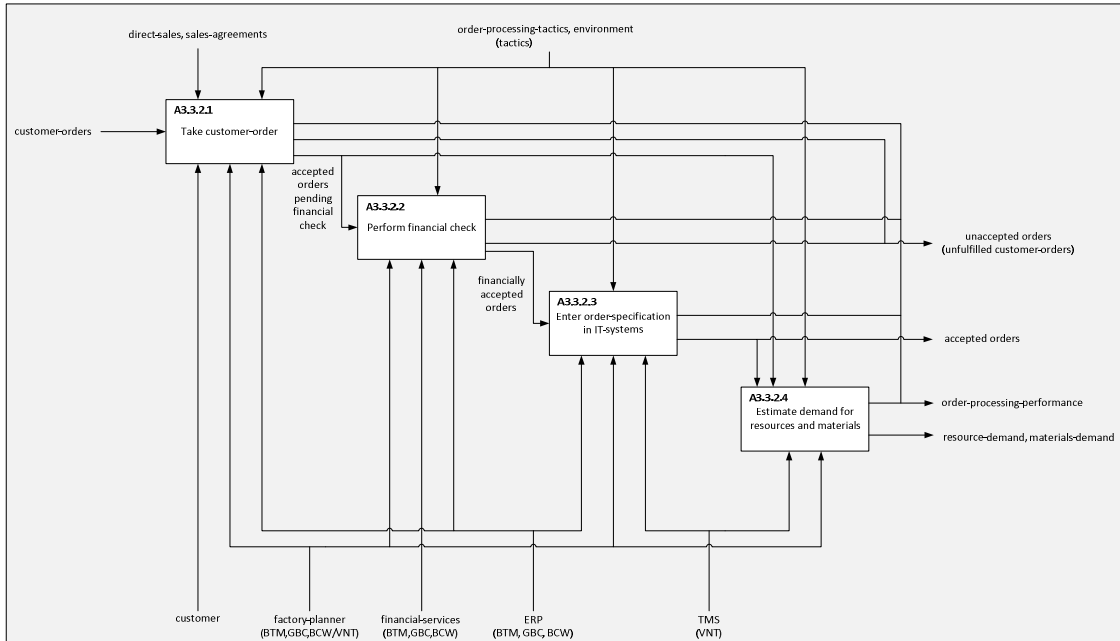 direct-sales, sales-agreements
order-processing-tactics, environment
(tactics)
A3.3.2.1
Take customer-order
customer-orders
accepted
orders
pending
financial
check
A3.3.2.2
Perform financial check
unaccepted orders
(unfulfilled customer-orders)
financially
accepted
orders
A3.3.2.3
Enter order-specification
in IT-systems
accepted orders
A3.3.2.4
Estimate demand for
resources and materials
order-processing-performance
resource-demand, materials-demand
customer
factory-planner
(BTM,GBC,BCW/VNT)
financial-services
(BTM,GBC,BCW)
ERP
(BTM, GBC, BCW)
TMS
(VNT)